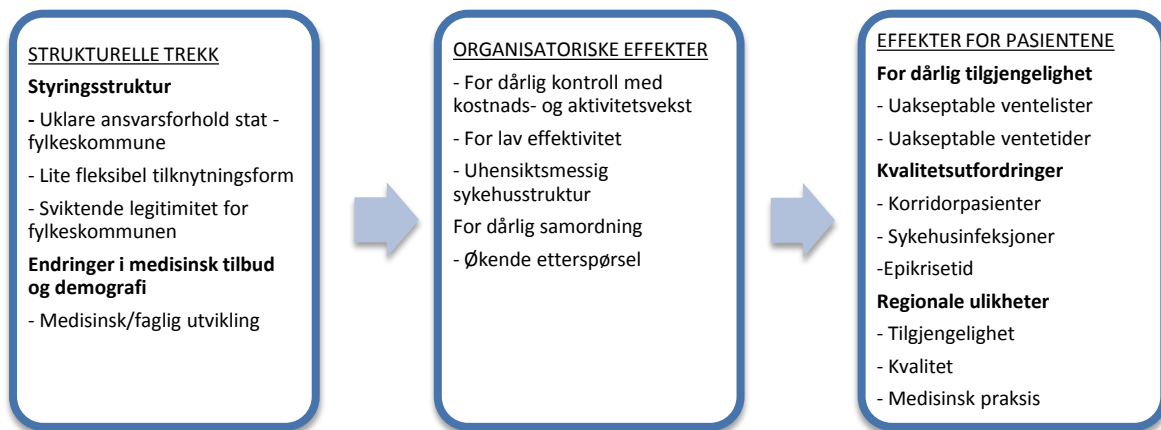 STRUKTURELLE TREKK
Styringsstruktur
- Uklare ansvarsforhold stat -
fylkeskommune
- Lite fleksibel tilknytningsform
- Sviktende legitimitet for
fylkeskommunen
Endringer i medisinsk tilbud
og demografi
- Medisinsk/faglig utvikling
ORGANISATORISKE EFFEKTER
- For dårlig kontroll med
kostnads- og aktivitetsvekst
- For lav effektivitet
- Uhensiktsmessig
sykehusstruktur
For dårlig samordning
- Økende etterspørsel
EFFEKTER FOR PASIENTENE
For dårlig tilgjengelighet
- Uakseptable ventelister
- Uakseptable ventetider
Kvalitetsutfordringer
- Korridorpasienter
- Sykehusinfeksjoner
-Epikrisetid
Regionale ulikheter
- Tilgjengelighet
- Kvalitet
- Medisinsk praksis